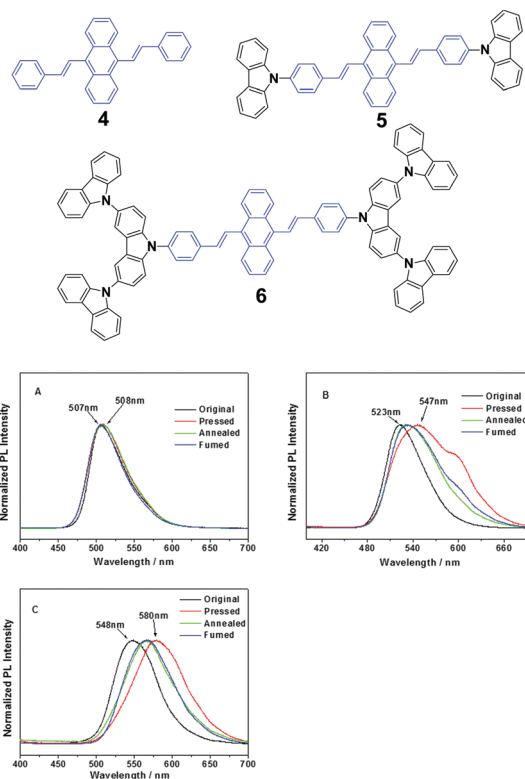 N
N
4
5
N
N
N
N
N
N
6
A
507nm
508nm
Original
Pressed
Annealed
Fumed
Normalized PL Intensity
400 450 500 550 600 650 700
Wavelength / nm
B
523nm
547nm
Original
Pressed
Annealed
Fumed
Normalized PL Intensity
420 480 540 600 660
Wavelength / nm
C
548nm
580nm
Original
Pressed
Annealed
Fumed
Normalized PL Intensity
400 450 500 550 600 650 700
Wavelength / nm